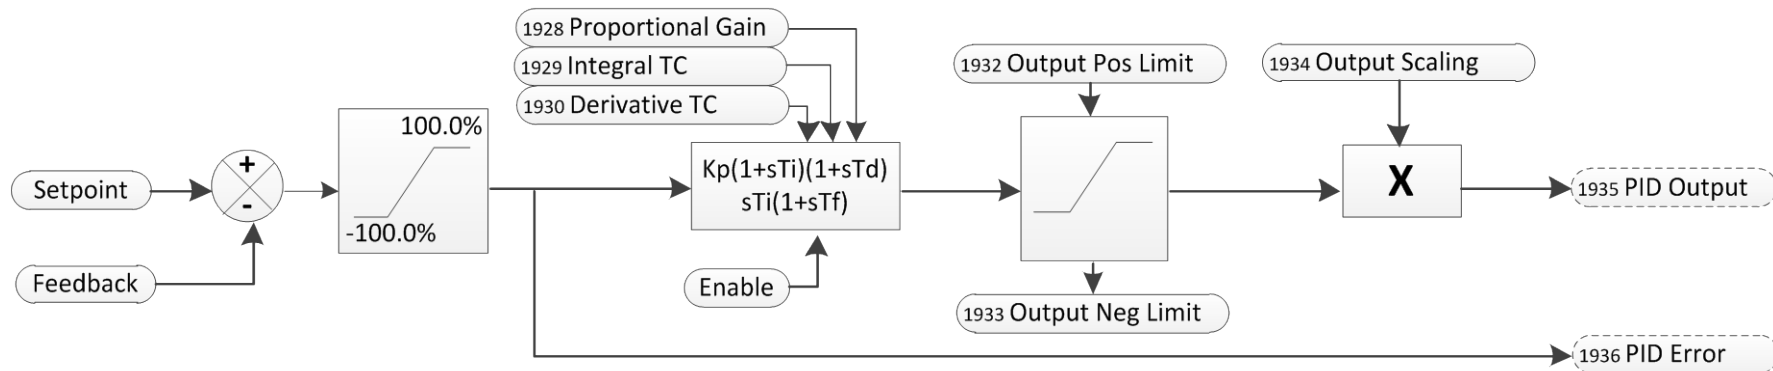 1928 Proportional Gain
1929 Integral TC
1930 Derivative TC
1932 Output Pos Limit
1934 Output Scaling
100.0%
-100.0%
Setpoint
+
-
Feedback
Kp(1+sTi)(1+sTd)
sTi(1+sTf)
Enable
X
1935 PID Output
1933 Output Neg Limit
1936 PID Error